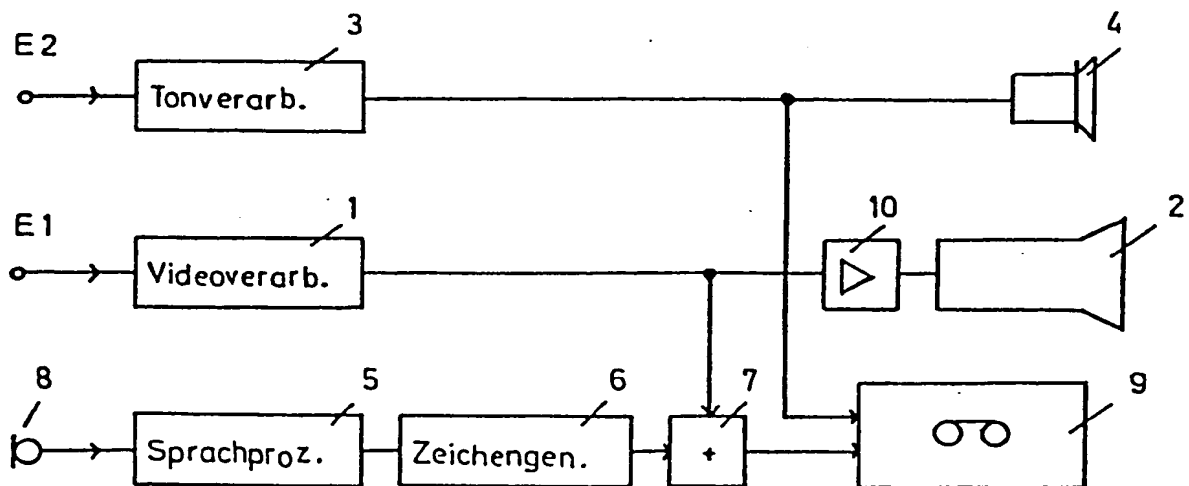 E2 3 4
Tonverarb.
E1 1 10 2
Videoverarb.
8 5 6 7 9
Sprachproz. Zeichengen. +